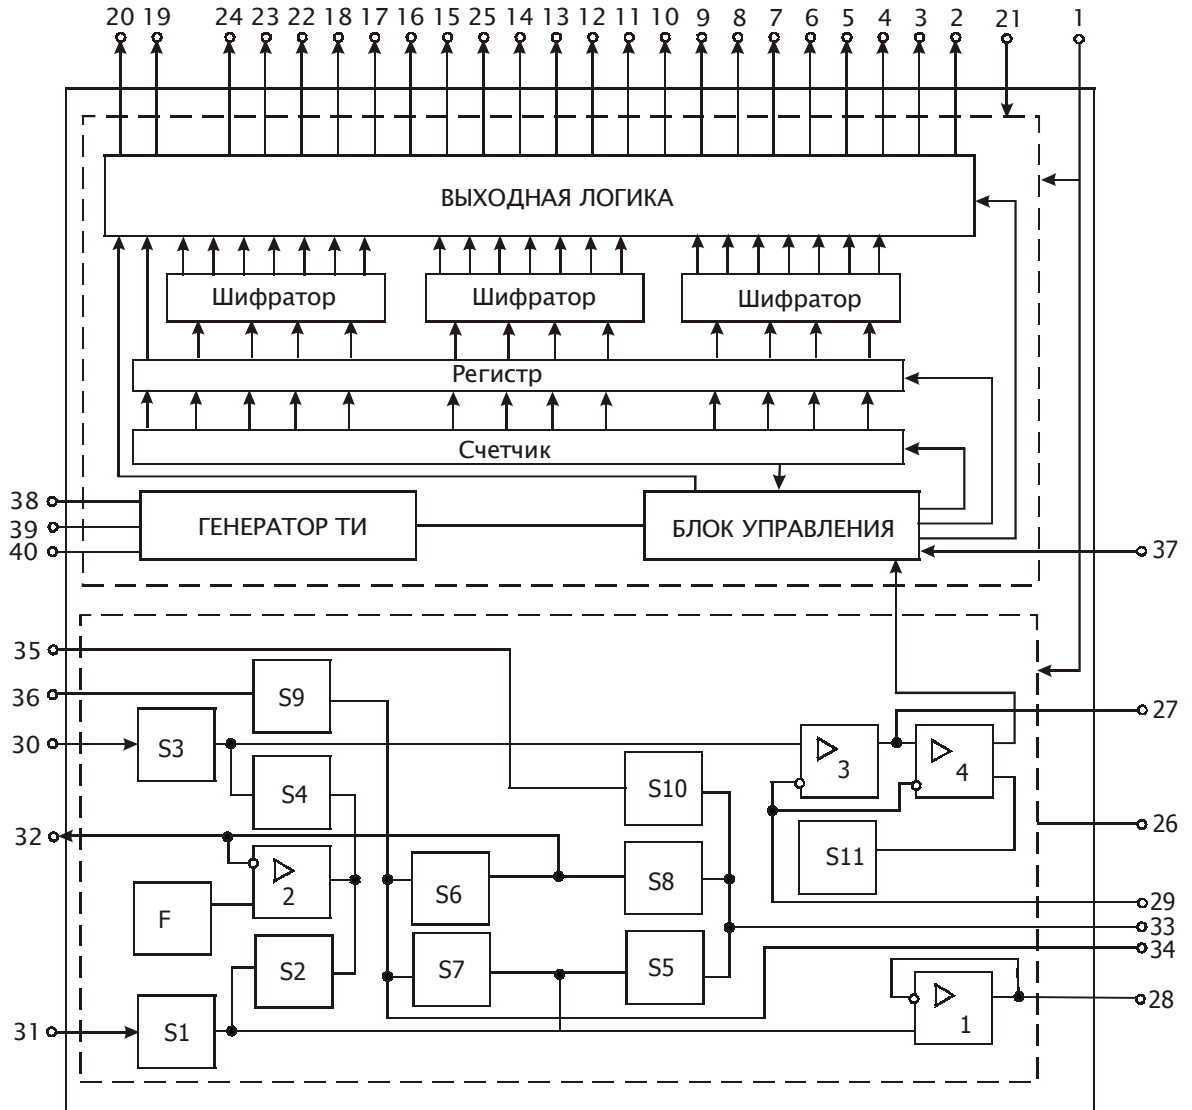 20 19 24 23 22 18 17 16 15 25 14 13 12 11 10 9 8 7 6 5 4 3 2 21 1
ВЫХОДНАЯ ЛОГИКА
Шифратор Шифратор Шифратор
Регистр
Счетчик
38
39
40
ГЕНЕРАТОР ТИ
БЛОК УПРАВЛЕНИЯ
37
35
36
S9
27
30
S3
3
4
S4
S10
32
26
S11
2
S6
S8
F
29
33
34
S2
S7
S5
31
S1
1
28